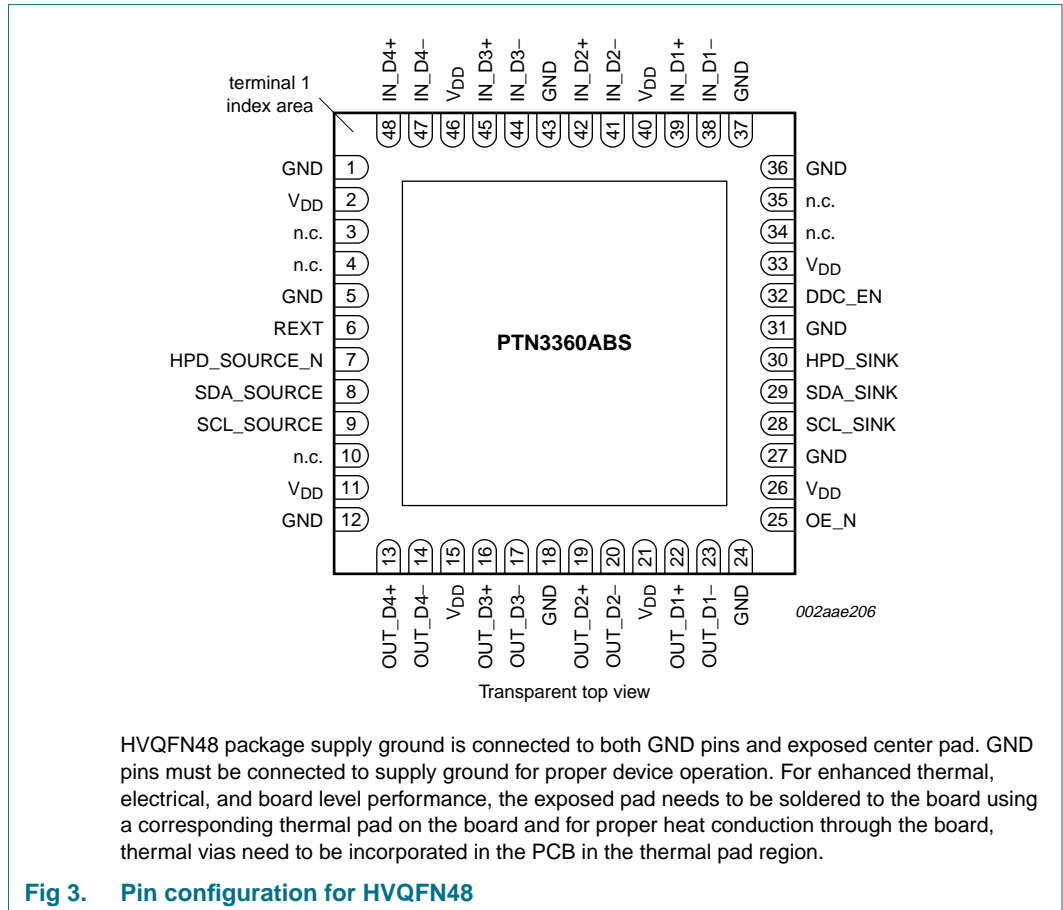 IN_D4+ IN_D4− VDD IN_D3+ IN_D3− GND IN_D2+ IN_D2− VDD IN_D1+ IN_D1− GND
terminal 1
index area
48 47 46 45 44 43 42 41 40 39 38 37
GND 1 36 GND
VDD 2 35 n.c.
n.c. 3 34 n.c.
n.c. 4 33 VDD
GND 5 32 DDC_EN
REXT 6 31 GND
PTN3360ABS
HPD_SOURCE_N 7 30 HPD_SINK
SDA_SOURCE 8 29 SDA_SINK
SCL_SOURCE 9 28 SCL_SINK
n.c. 10 27 GND
VDD 11 26 VDD
GND 12 25 OE_N
13 14 15 16 17 18 19 20 21 22 23 24
OUT_D4+ OUT_D4− VDD OUT_D3+ OUT_D3− GND OUT_D2+ OUT_D2− VDD OUT_D1+ OUT_D1− GND
002aae206
Transparent top view
HVQFN48 package supply ground is connected to both GND pins and exposed center pad. GND
pins must be connected to supply ground for proper device operation. For enhanced thermal,
electrical, and board level performance, the exposed pad needs to be soldered to the board using
a corresponding thermal pad on the board and for proper heat conduction through the board,
thermal vias need to be incorporated in the PCB in the thermal pad region.
Fig 3. Pin configuration for HVQFN48